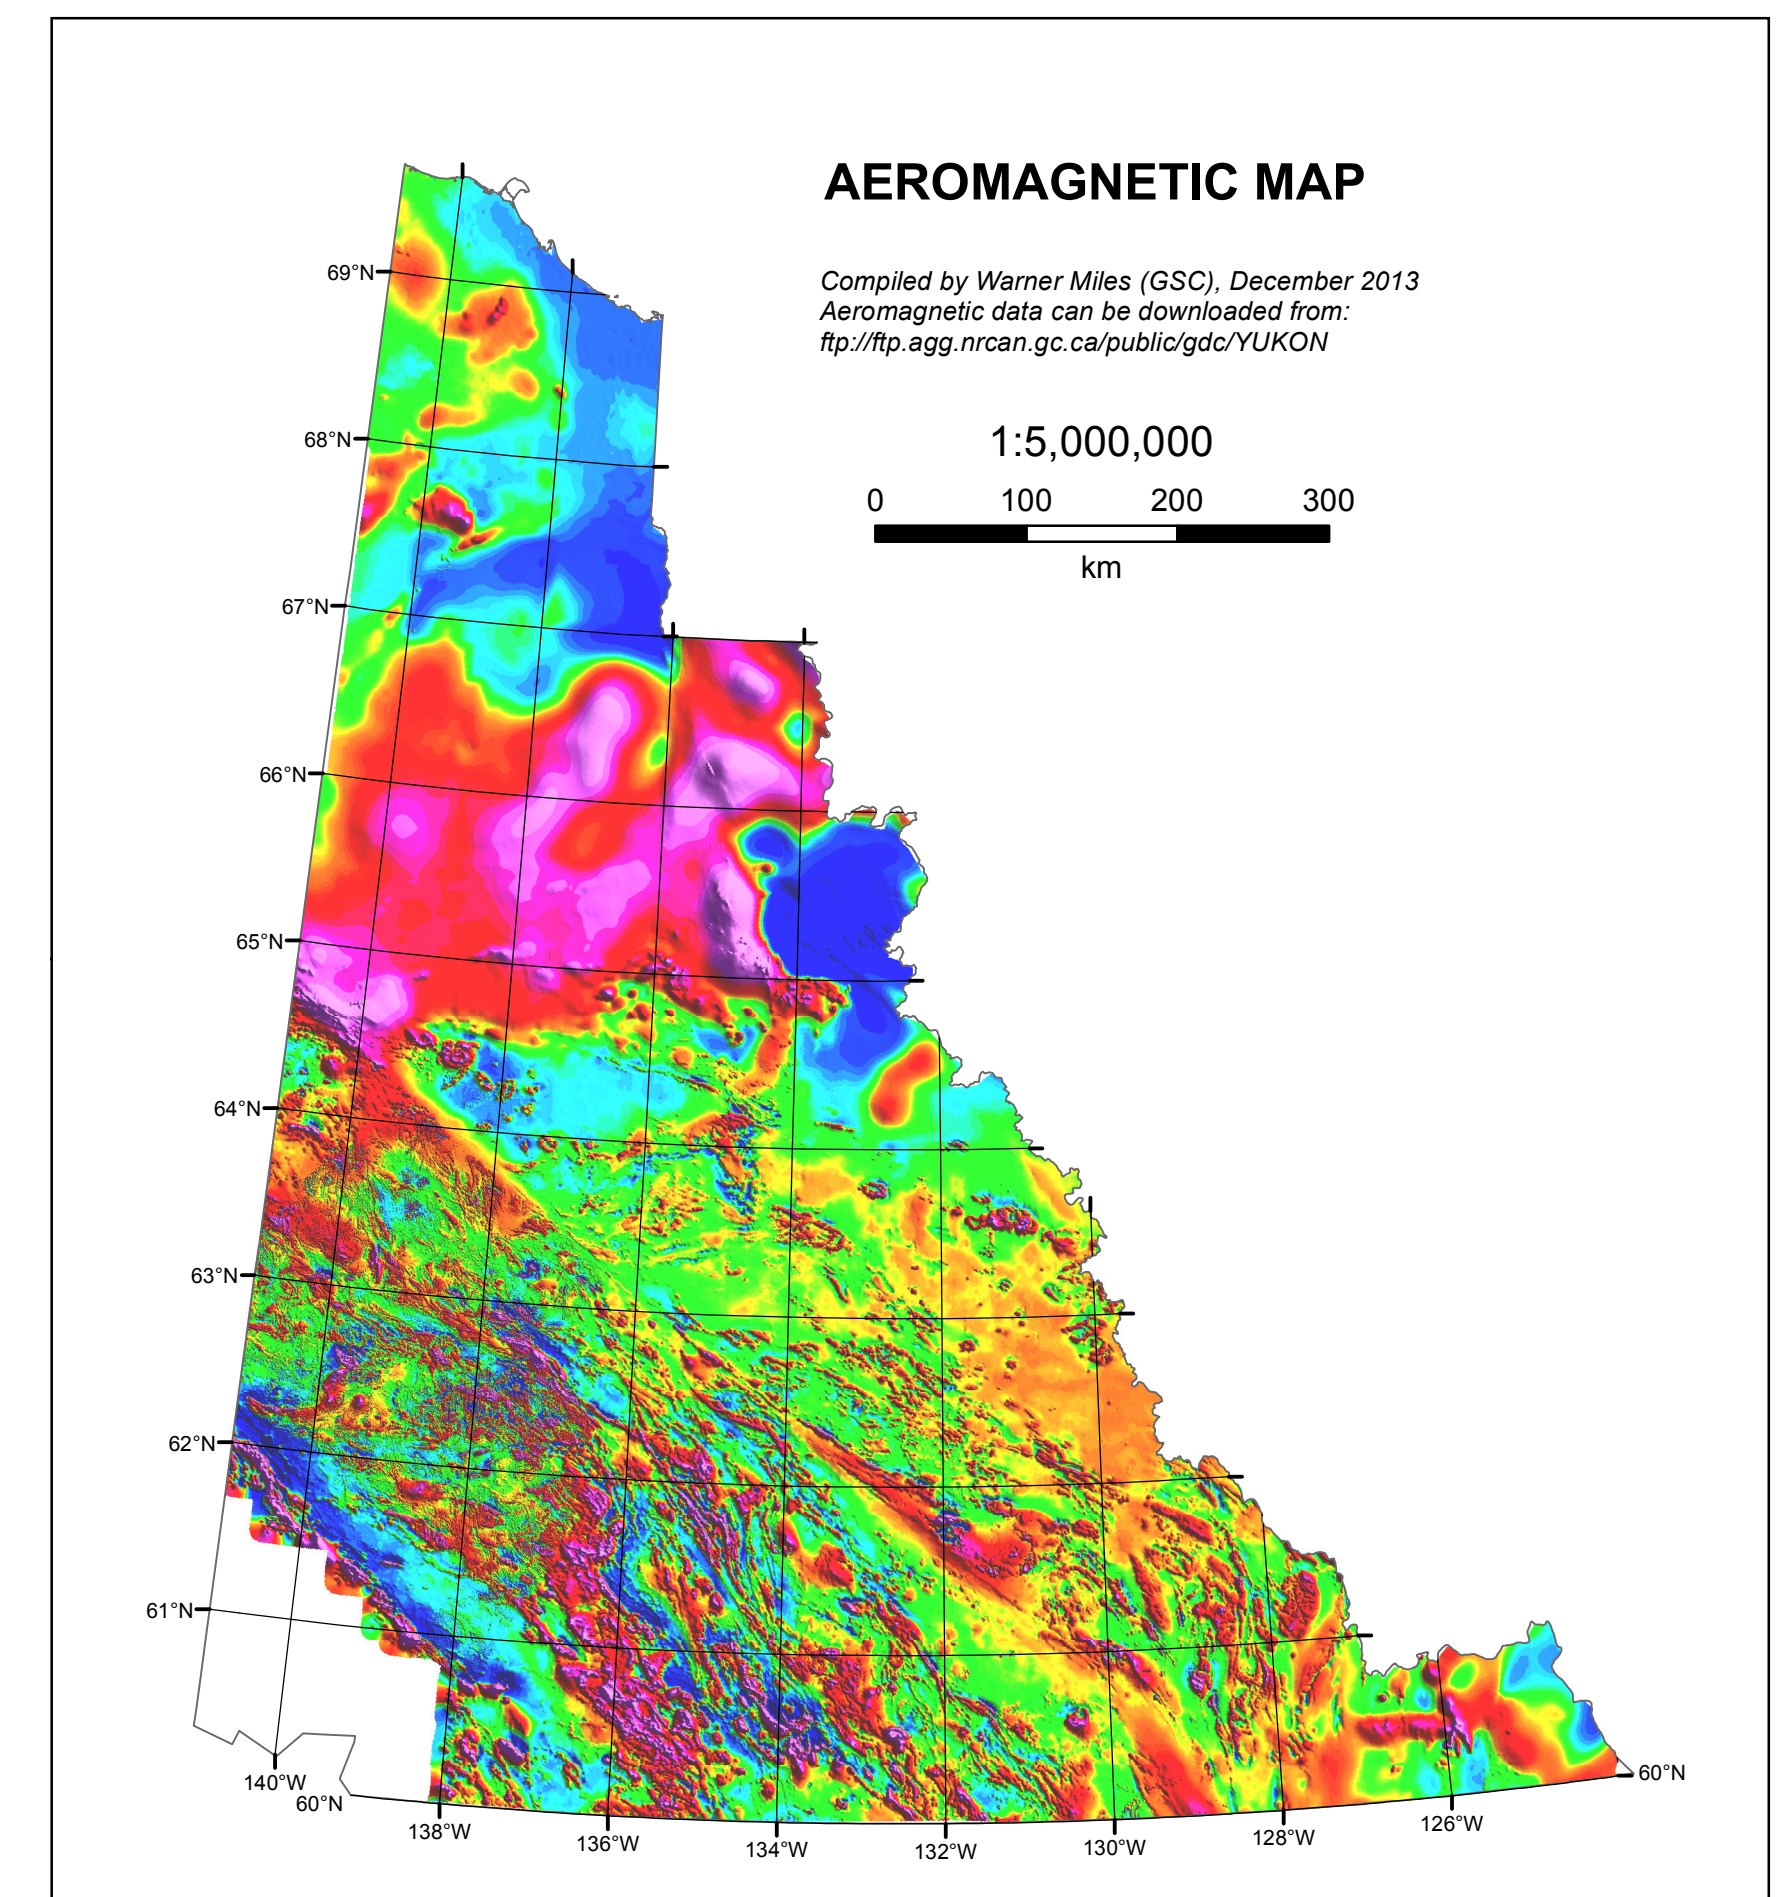 AEROMAGNETIC MAP
Compiled by Warner Miles (GSC), December 2013
Aeromagnetic data can be downloaded from:
ftp://ftp.agg.nrcan.gc.ca/public/gdc/YUKON
1:5,000,000
0 100 200 300
km
69°N
68°N
67°N
66°N
65°N
64°N
63°N
62°N
61°N
140°W
60°N
60°N
138°W
136°W
134°W
132°W
130°W
128°W
126°W